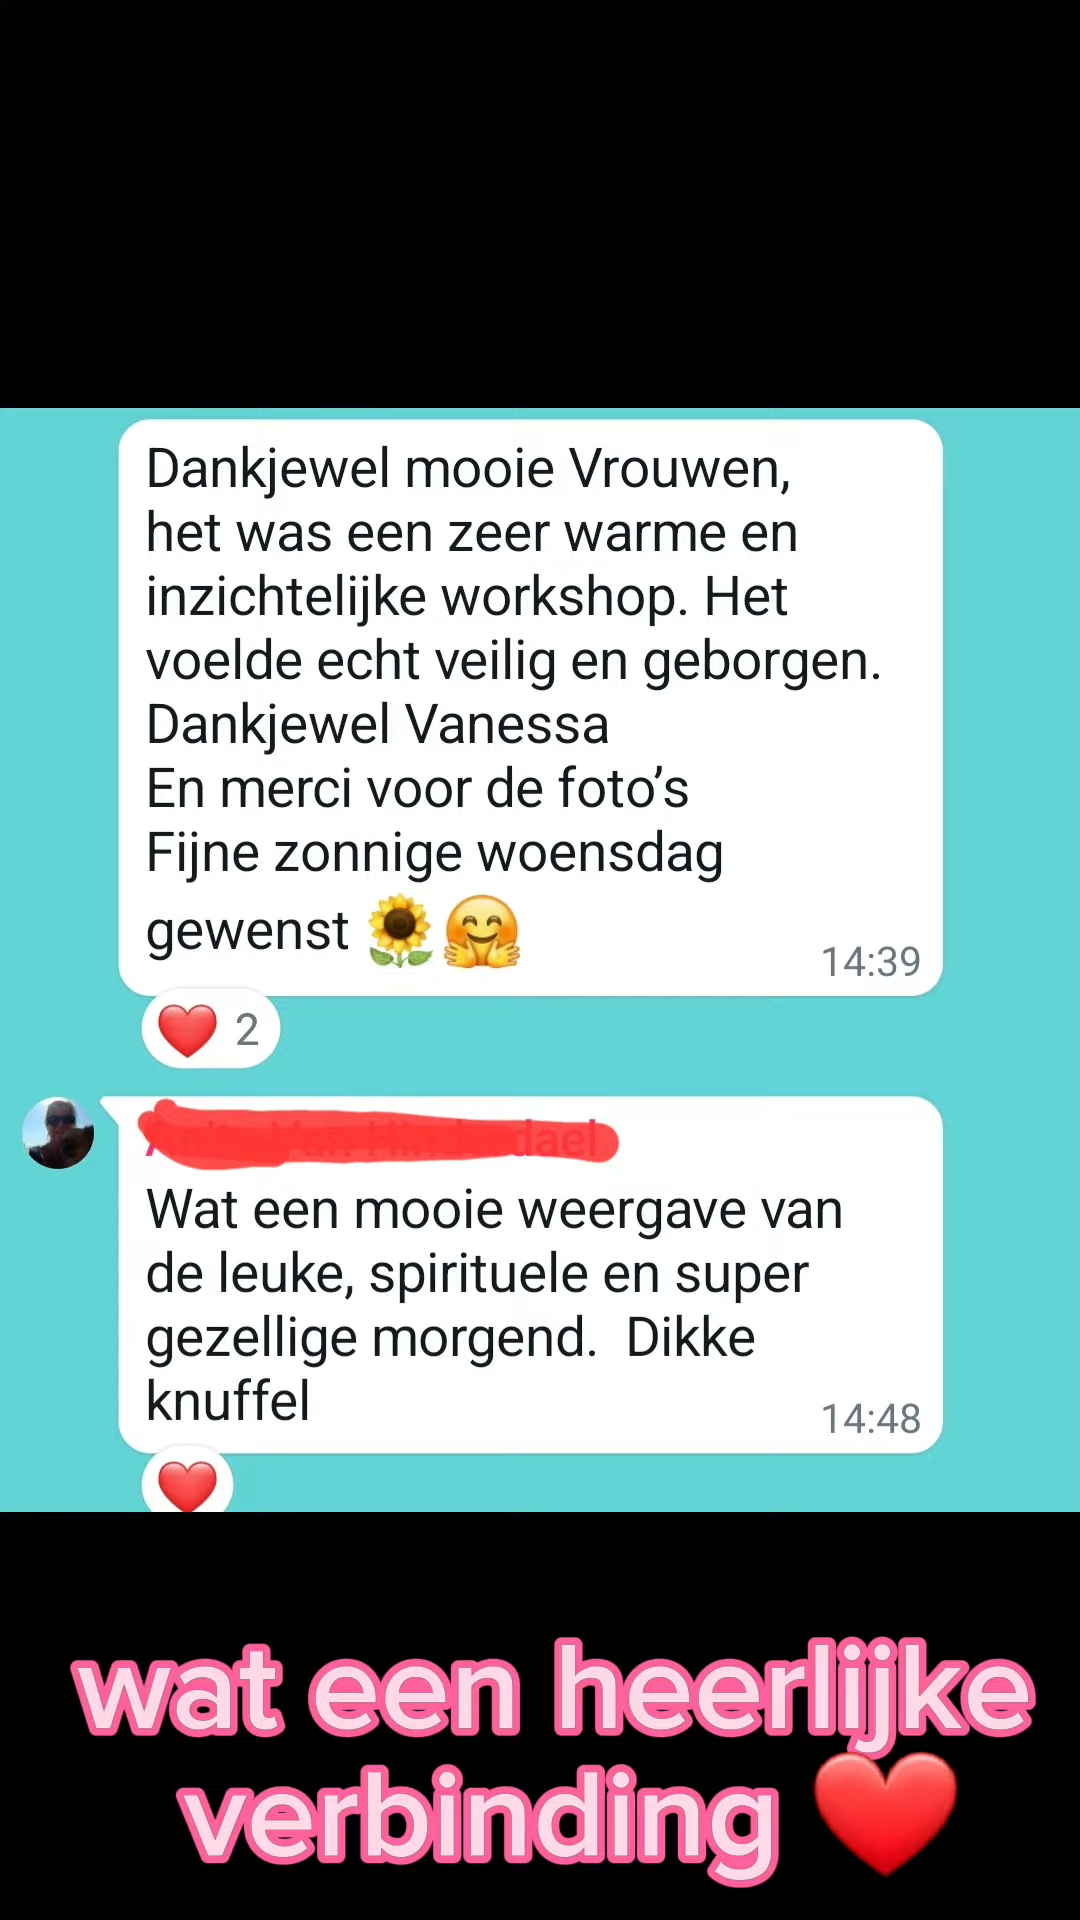 Dankjewel mooie Vrouwen,
het was een zeer warme en
inzichtelijke workshop. Het
voelde echt veilig en geborgen.
Dankjewel Vanessa
En merci voor de foto’s
Fijne zonnige woensdag
gewenst 🌻🤗
14:39
❤️ 2
Wat een mooie weergave van
de leuke, spirituele en super
gezellige morgend.  Dikke
knuffel
14:48
❤️
wat een heerlijke
verbinding ❤️